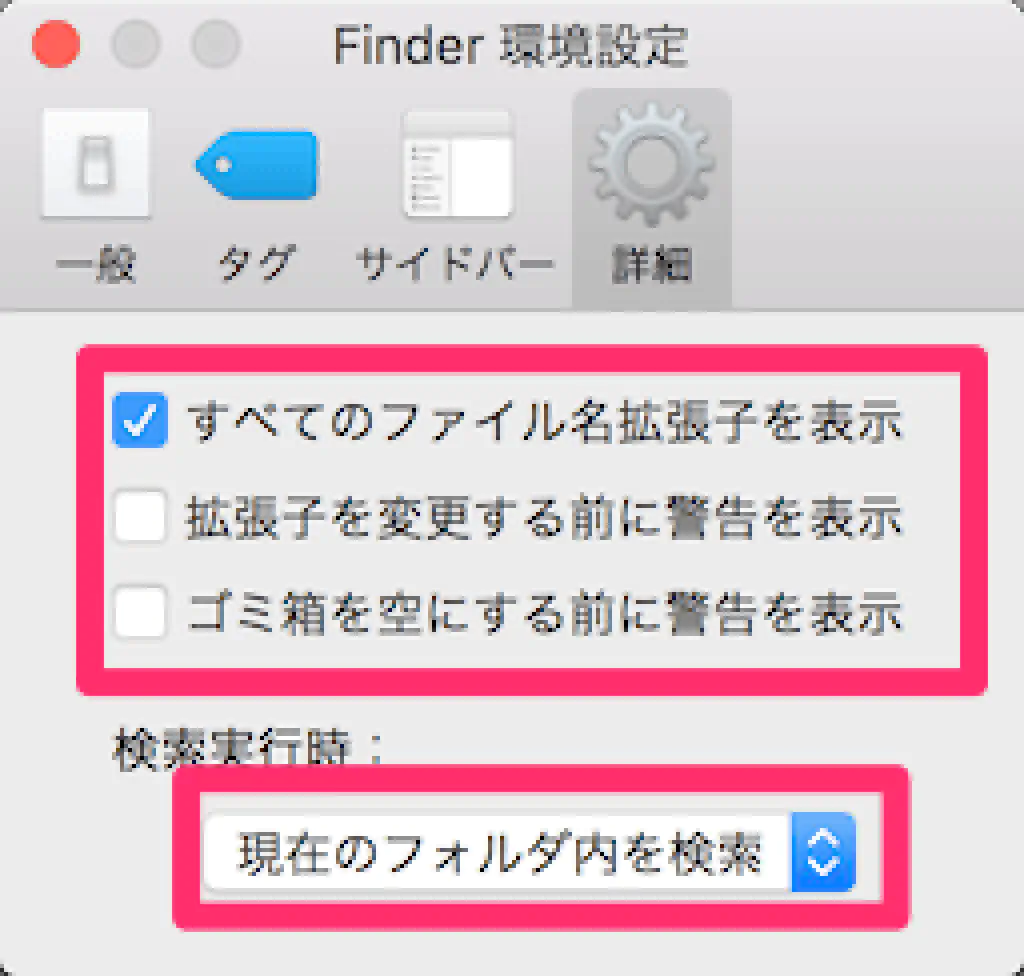 Finder 環境設定
一般 タグ サイドバー 詳細
すべてのファイル名拡張子を表示
拡張子を変更する前に警告を表示
ゴミ箱を空にする前に警告を表示
検索実行時：
現在のフォルダ内を検索